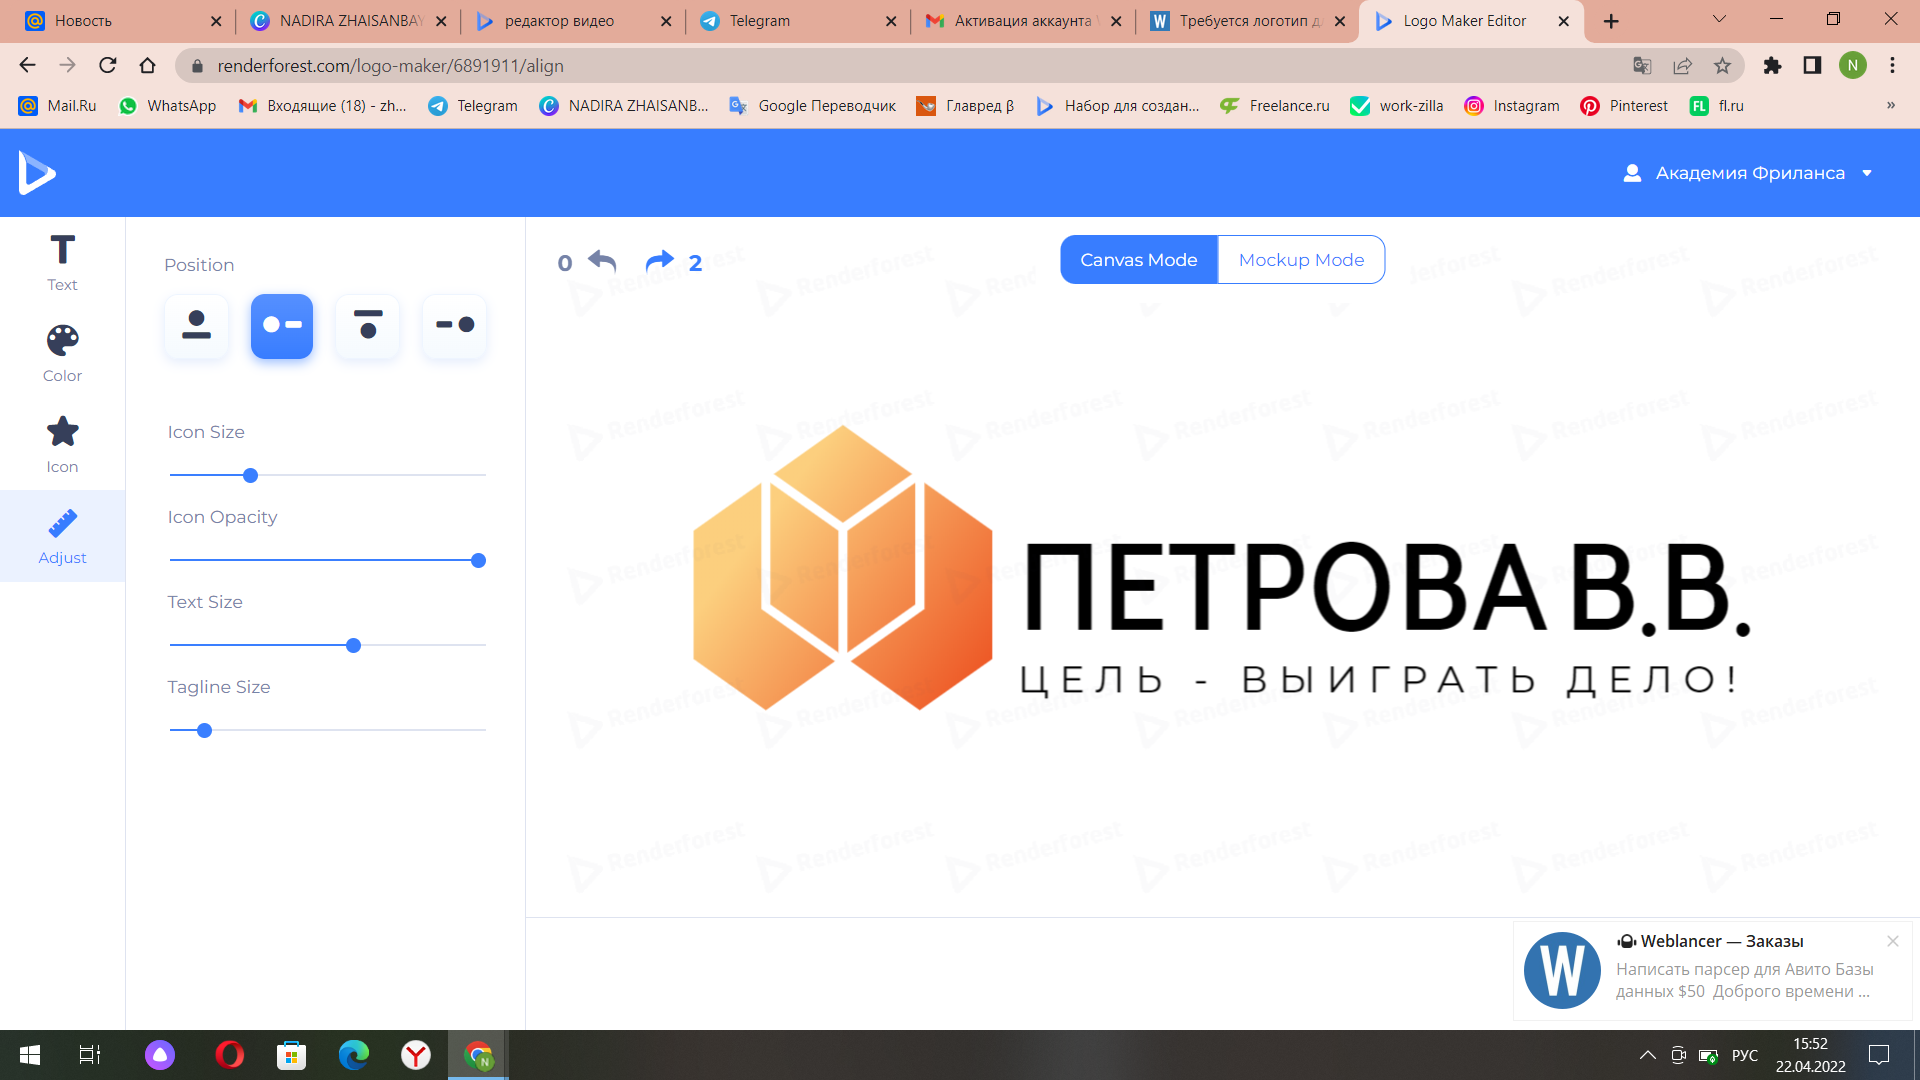 Новость
NADIRA ZHAISANBAY
редактор видео
Telegram
Активация аккаунта
Требуется логотип д
Logo Maker Editor
renderforest.com/logo-maker/6891911/align
N
Mail.Ru
WhatsApp
Входящие (18) - zh...
Telegram
NADIRA ZHAISANB...
Google Переводчик
Главред β
Набор для создан...
Freelance.ru
work-zilla
Instagram
Pinterest
FL
fl.ru
»
Академия Фриланса
Text
Color
Icon
Adjust
Position
Icon Size
Icon Opacity
Text Size
Tagline Size
0
2
Canvas Mode
Mockup Mode
ПЕТРОВА В.В.
ЦЕЛЬ - ВЫИГРАТЬ ДЕЛО!
Renderforest
W
Weblancer — Заказы
Написать парсер для Авито Базы
данных $50 Доброго времени ...
РУС
15:52
22.04.2022